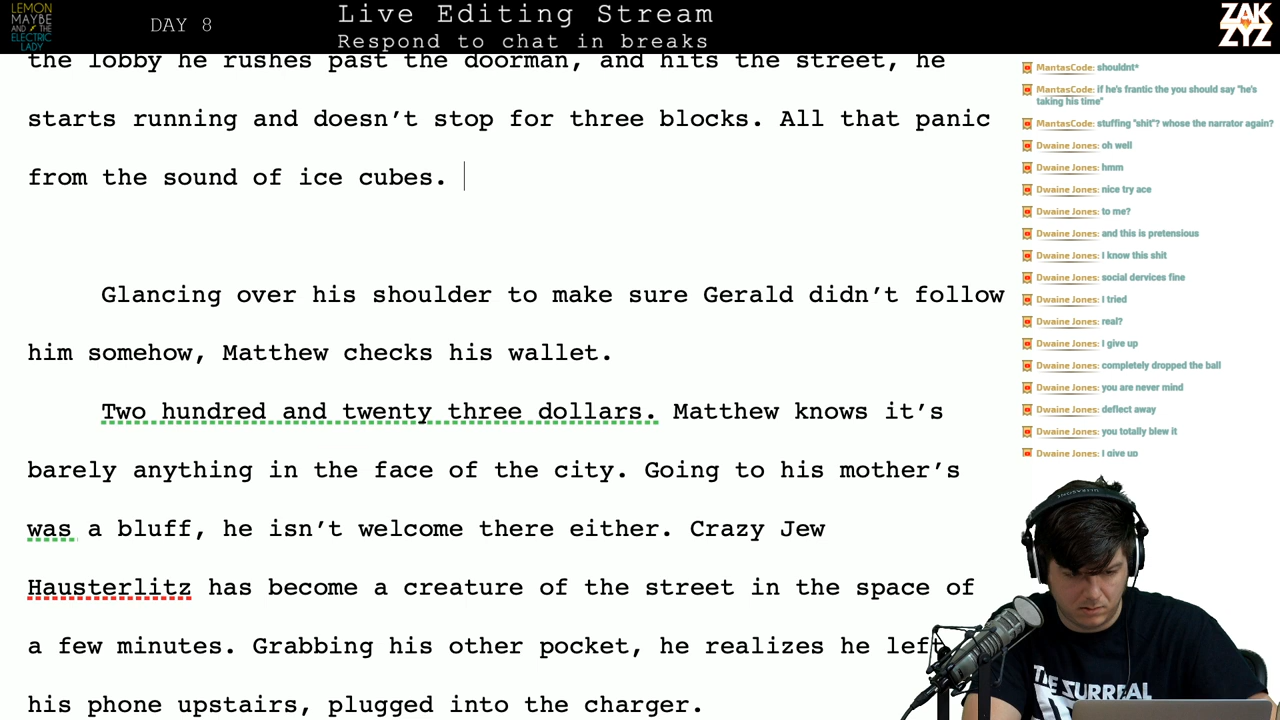 LEMON
MAYBE
AND THE
ELECTRIC
LADY
DAY 8
Live Editing Stream
Respond to chat in breaks
ZAK
ZYZ
the lobby he rushes past the doorman, and hits the street, he
starts running and doesn’t stop for three blocks. All that panic
from the sound of ice cubes.
Glancing over his shoulder to make sure Gerald didn’t follow
him somehow, Matthew checks his wallet.
Two hundred and twenty three dollars. Matthew knows it’s
barely anything in the face of the city. Going to his mother’s
was a bluff, he isn’t welcome there either. Crazy Jew
Hausterlitz has become a creature of the street in the space of
a few minutes. Grabbing his other pocket, he realizes he left
his phone upstairs, plugged into the charger.
MantasCode: shouldnt*
MantasCode: if he's frantic the you should say "he's
taking his time"
MantasCode: stuffing "shit"? whose the narrator again?
Dwaine Jones: oh well
Dwaine Jones: hmm
Dwaine Jones: nice try ace
Dwaine Jones: to me?
Dwaine Jones: and this is pretensious
Dwaine Jones: I know this shit
Dwaine Jones: social dervices fine
Dwaine Jones: I tried
Dwaine Jones: real?
Dwaine Jones: I give up
Dwaine Jones: completely dropped the ball
Dwaine Jones: you are never mind
Dwaine Jones: deflect away
Dwaine Jones: you totally blew it
Dwaine Jones: I give up
ULTRASONE
THE SURREAL